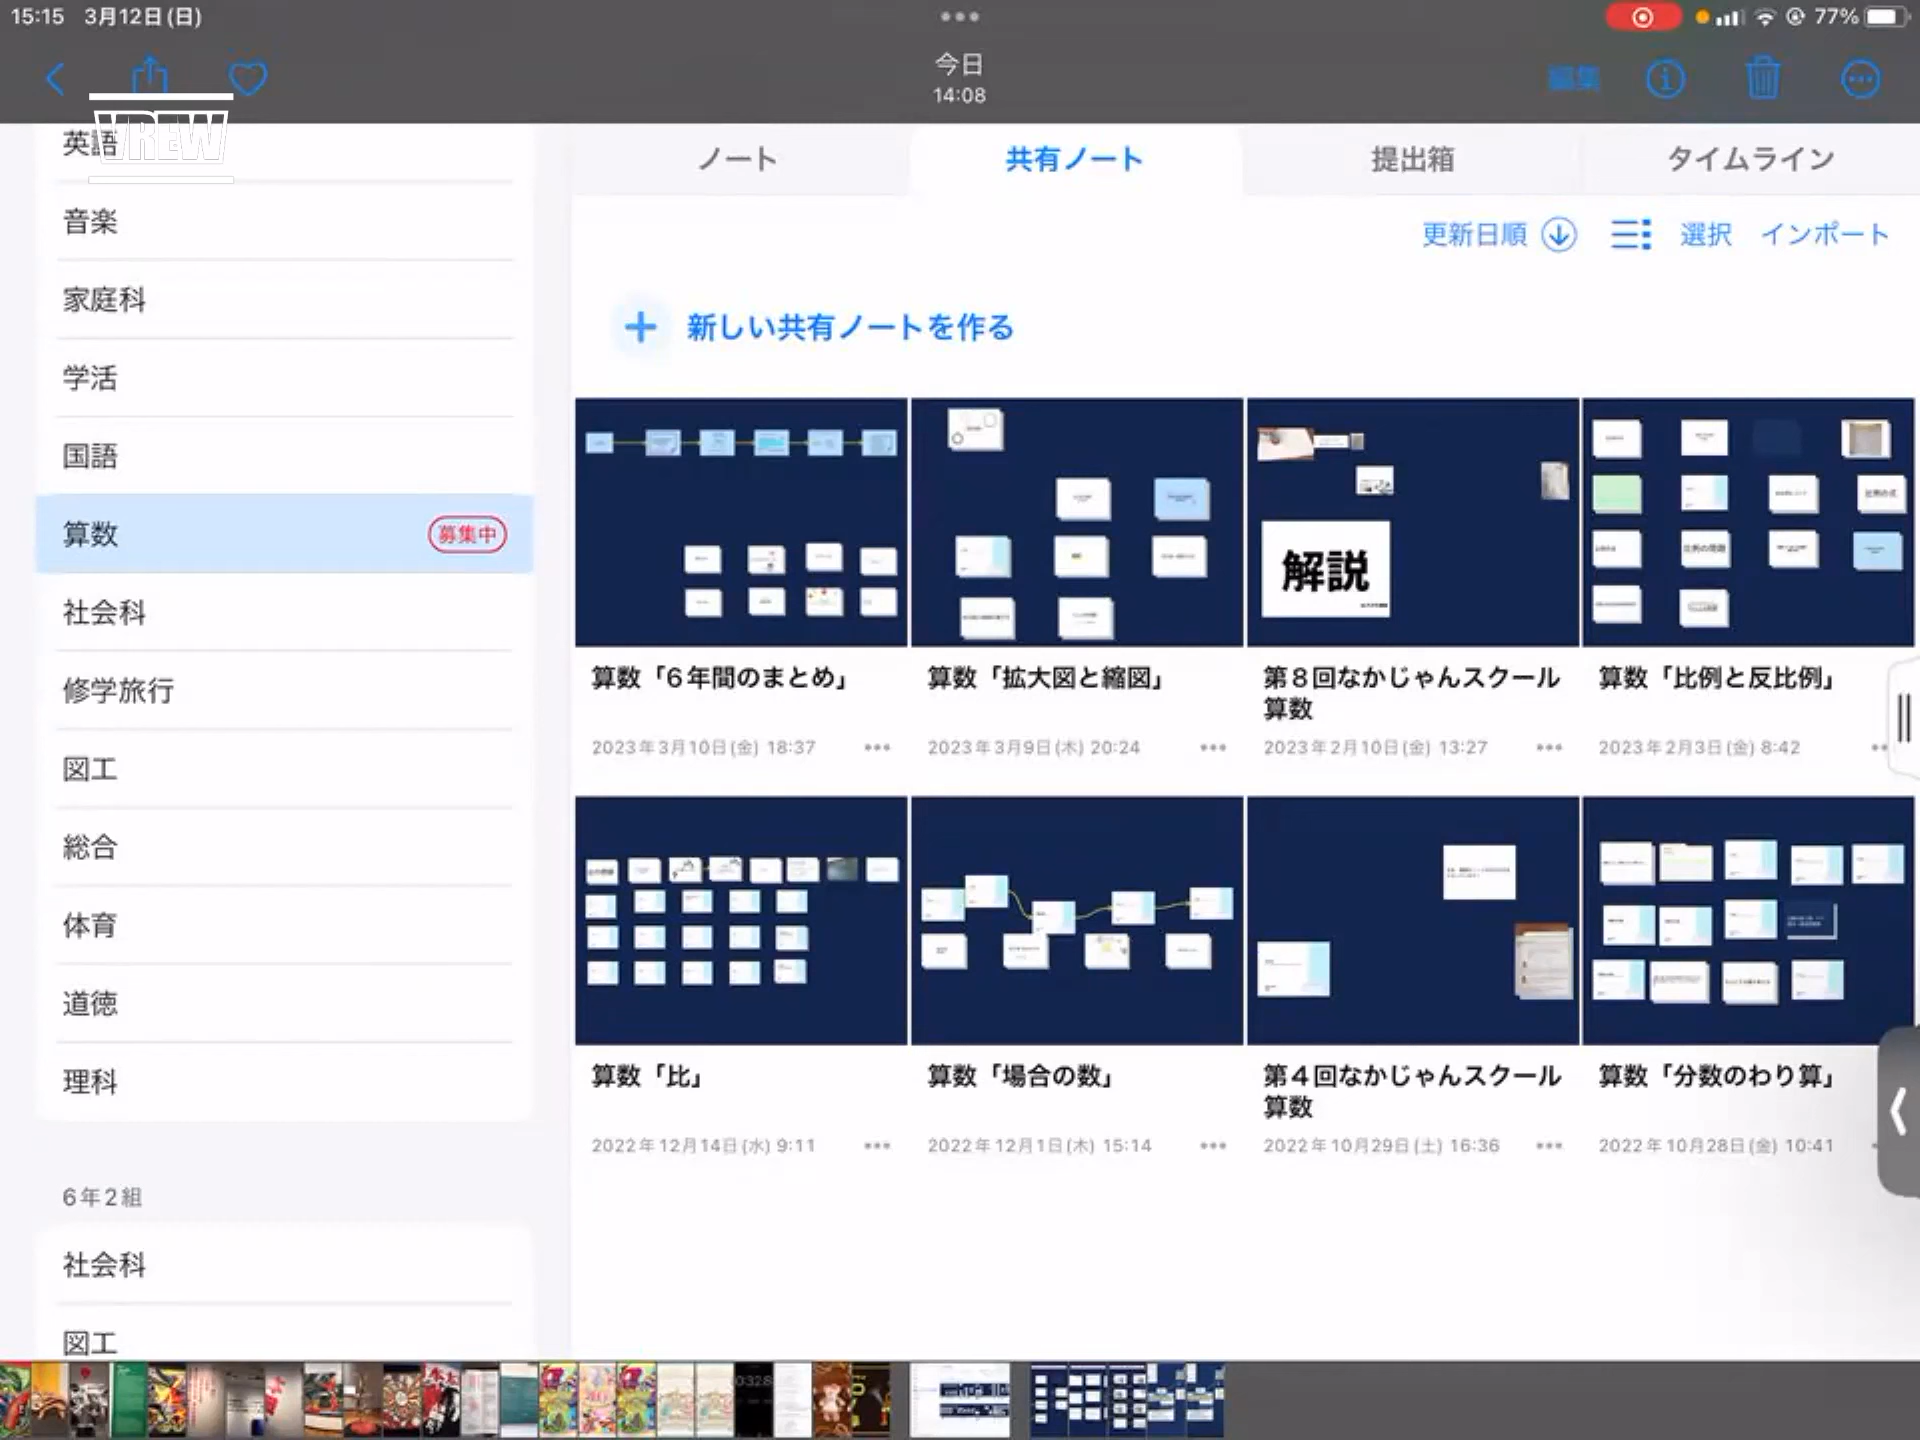 15:15 3月12日(日)
77%
今日
14:08
編集
VREW
英語
音楽
家庭科
学活
国語
算数
募集中
社会科
修学旅行
図工
総合
体育
道徳
理科
6年2組
社会科
図工
ノート
共有ノート
提出箱
タイムライン
更新日順
選択
インポート
新しい共有ノートを作る
解説
算数「6年間のまとめ」
2023年3月10日(金) 18:37
算数「拡大図と縮図」
2023年3月9日(木) 20:24
第8回なかじゃんスクール
算数
2023年2月10日(金) 13:27
算数「比例と反比例」
2023年2月3日(金) 8:42
算数「比」
2022年12月14日(水) 9:11
算数「場合の数」
2022年12月1日(木) 15:14
第4回なかじゃんスクール
算数
2022年10月29日(土) 16:36
算数「分数のわり算」
2022年10月28日(金) 10:41